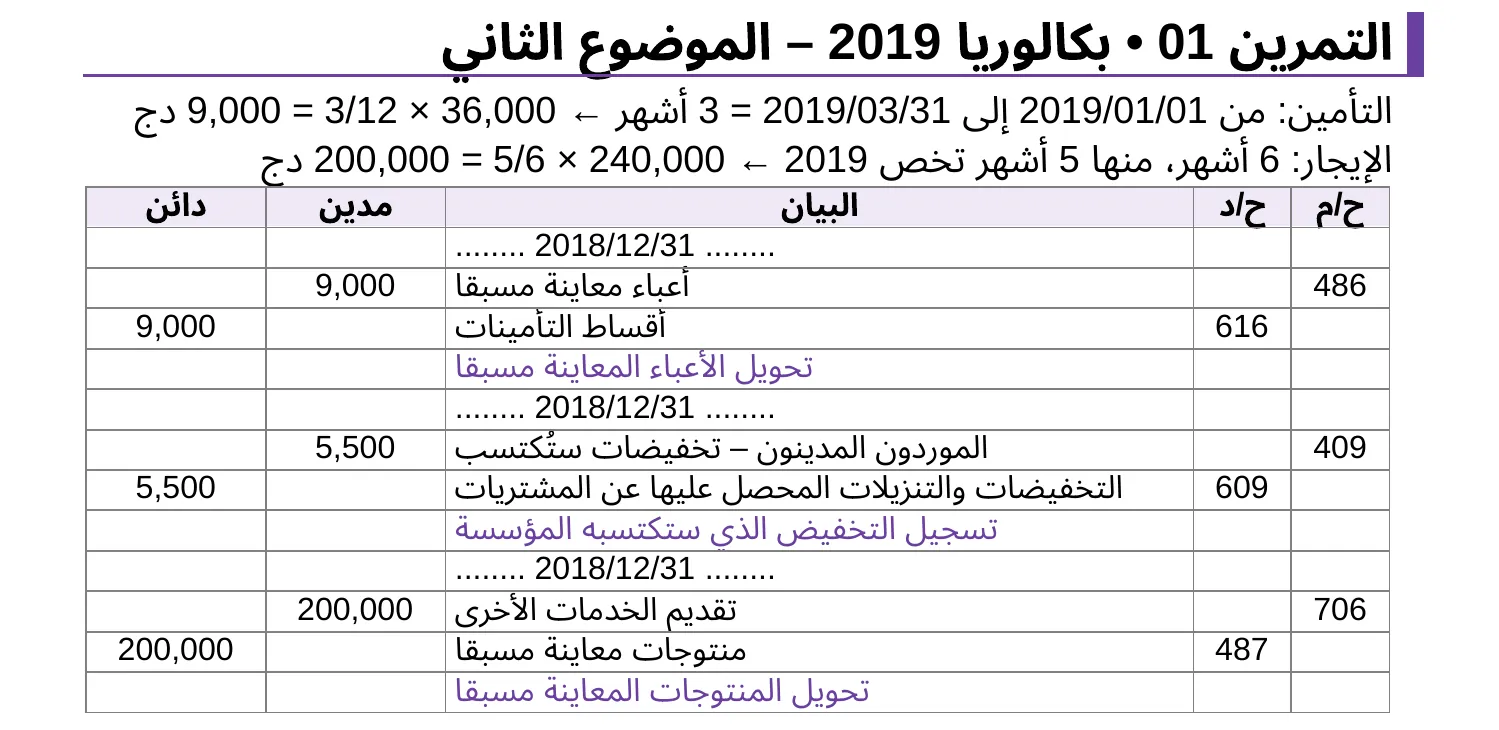 التمرين 01 • بكالوريا 2019 – الموضوع الثاني
التأمين: من 2019/01/01 إلى 2019/03/31 = 3 أشهر ← 36,000 × 3/12 = 9,000 دج
الإيجار: 6 أشهر، منها 5 أشهر تخص 2019 ← 240,000 × 5/6 = 200,000 دج
ح/م ح/د البيان مدين دائن
........ 2018/12/31 ........
486 أعباء معاينة مسبقا 9,000
616 أقساط التأمينات 9,000
تحويل الأعباء المعاينة مسبقا
........ 2018/12/31 ........
409 الموردون المدينون – تخفيضات ستُكتسب 5,500
609 التخفيضات والتنزيلات المحصل عليها عن المشتريات 5,500
تسجيل التخفيض الذي ستكتسبه المؤسسة
........ 2018/12/31 ........
706 تقديم الخدمات الأخرى 200,000
487 منتوجات معاينة مسبقا 200,000
تحويل المنتوجات المعاينة مسبقا